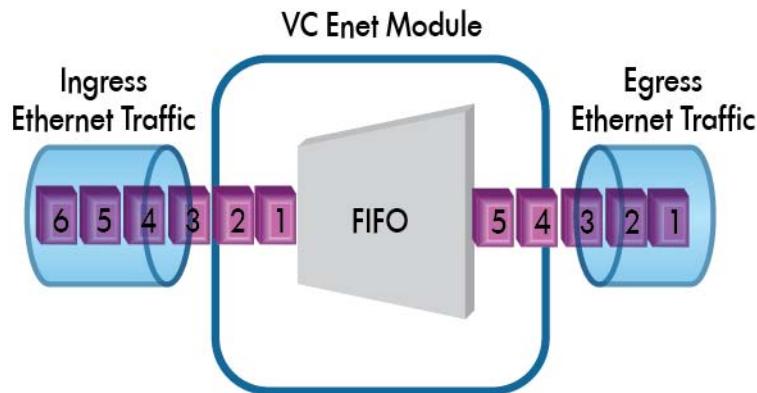 VC Enet Module
Ingress
Ethernet Traffic
Egress
Ethernet Traffic
6 5 4 3 2 1
FIFO
5 4 3 2 1